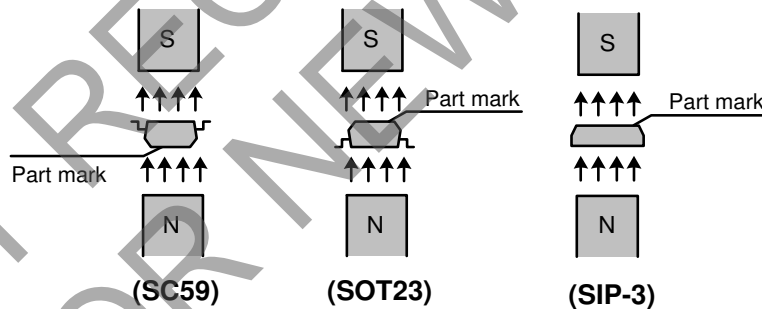 S S S
Part mark
Part mark
Part mark
N N N
(SC59) (SOT23) (SIP-3)